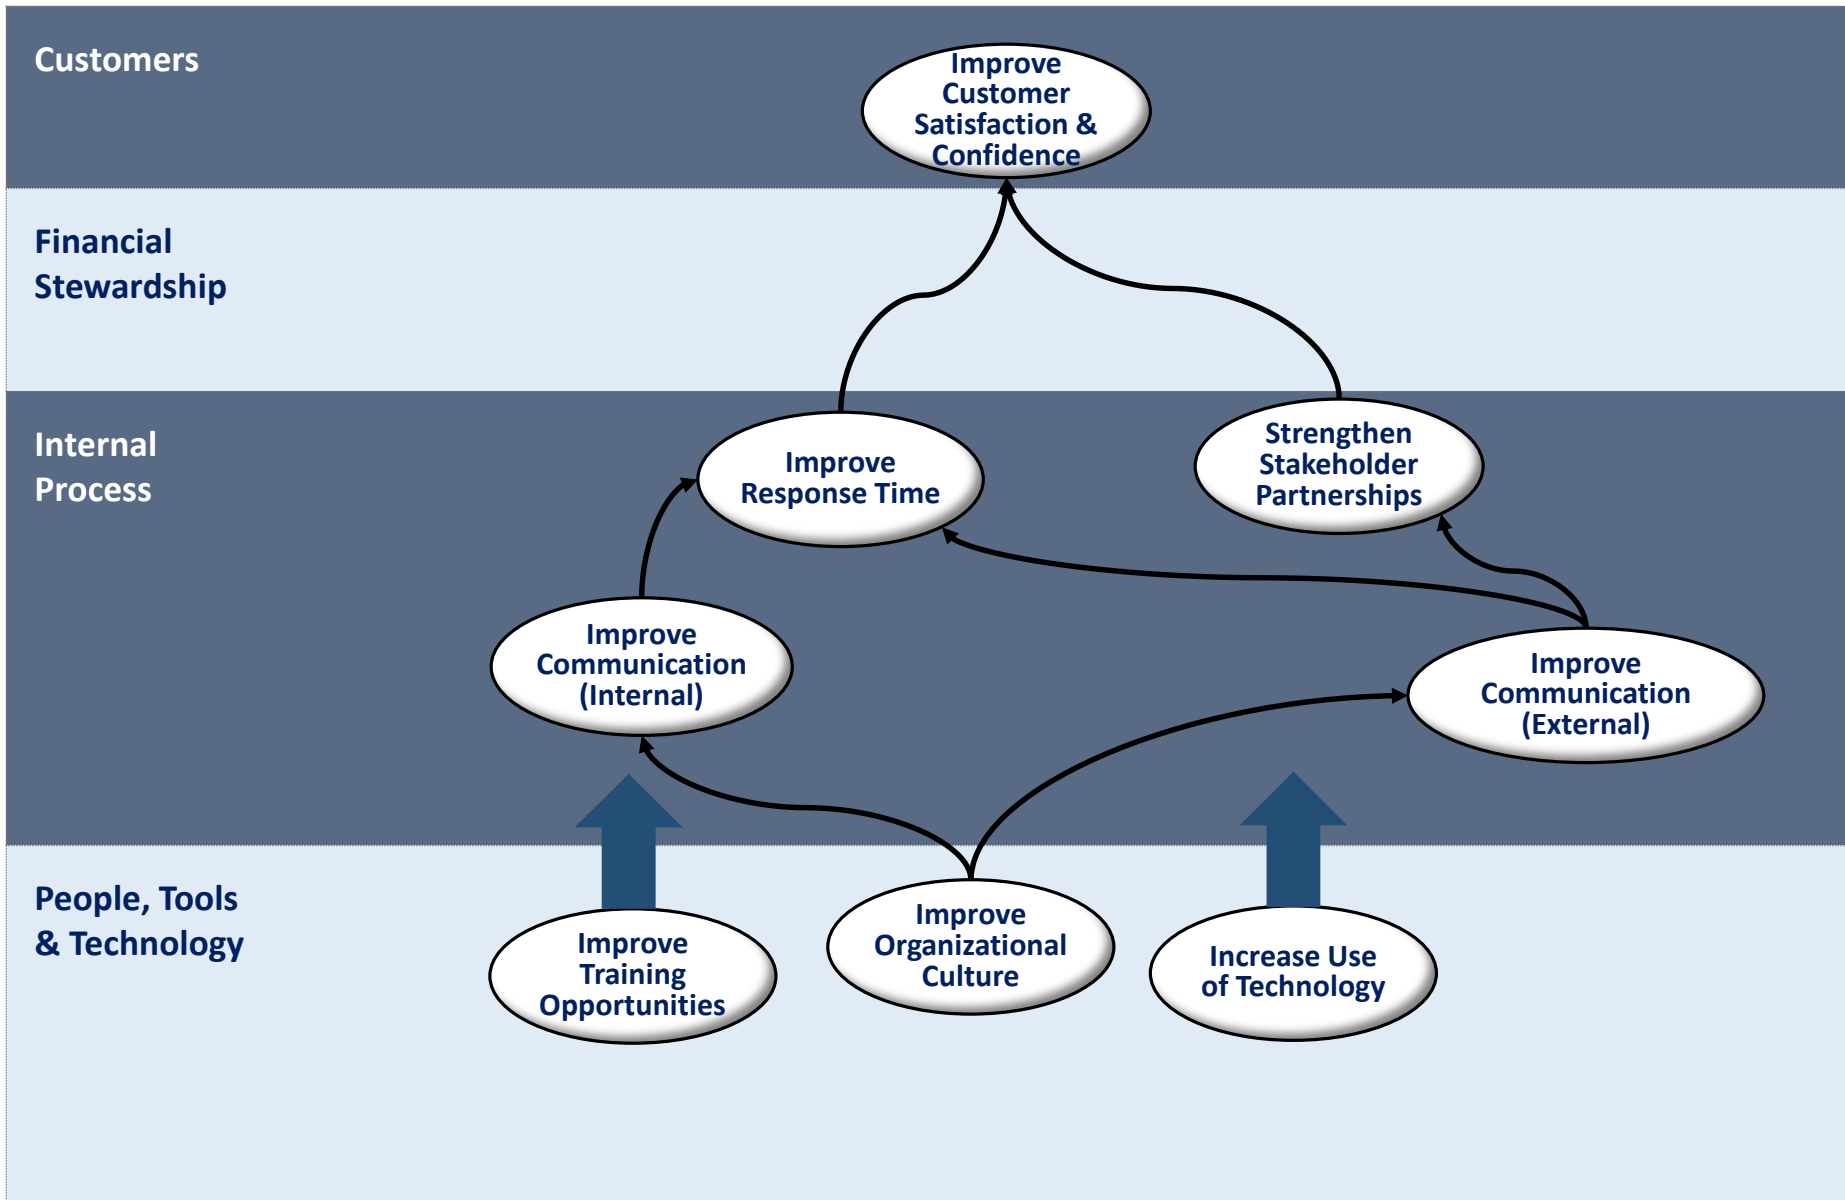 Customers
Improve
Customer
Satisfaction &
Confidence
Financial
Stewardship
Internal
Process
Improve
Response Time
Strengthen
Stakeholder
Partnerships
Improve
Communication
(Internal)
Improve
Communication
(External)
People, Tools
& Technology
Improve
Training
Opportunities
Improve
Organizational
Culture
Increase Use
of Technology